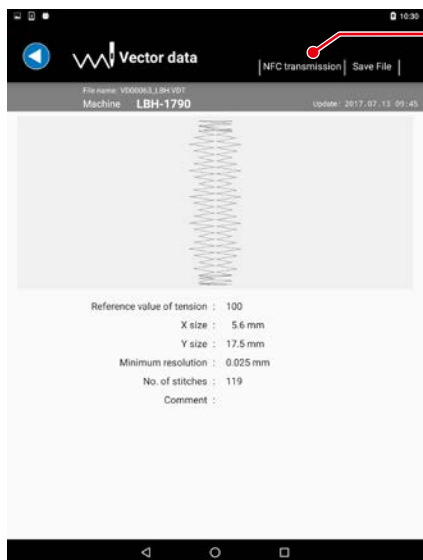 10:30
Vector data
NFC transmission Save File
File name: VD00063_LBH.VDT
Machine LBH-1790 Update: 2017.07.13 09:45
Reference value of tension : 100
X size : 5.6 mm
Y size : 17.5 mm
Minimum resolution : 0.025 mm
No. of stitches : 119
Comment :